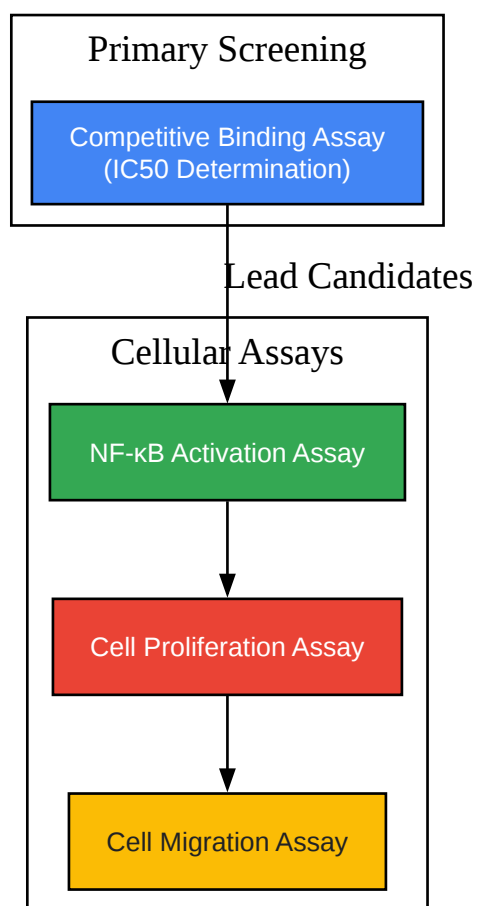 Primary Screening
Competitive Binding Assay
(IC50 Determination)
Lead Candidates
Cellular Assays
NF-κB Activation Assay
Cell Proliferation Assay
Cell Migration Assay